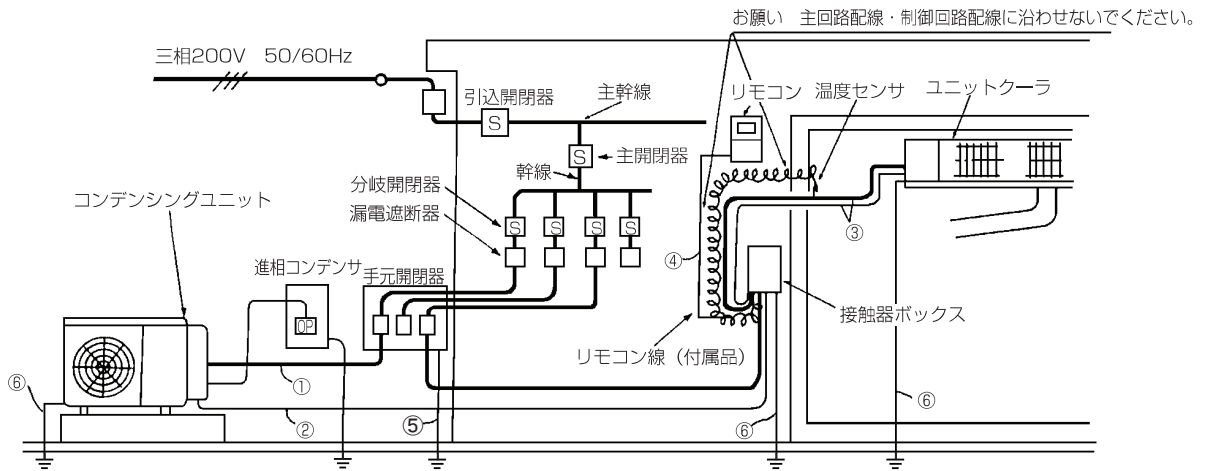 お願い 主回路配線・制御回路配線に沿わせないでください。
三相200V 50/60Hz
引込開閉器
主幹線
リモコン
温度センサ
ユニットクーラ
S
S
主開閉器
幹線
分岐開閉器
漏電遮断器
S
S
S
S
コンデンシングユニット
③
④
進相コンデンサ
手元開閉器
OP
接触器ボックス
リモコン線（付属品）
①
⑥
②
⑤
⑥
⑥